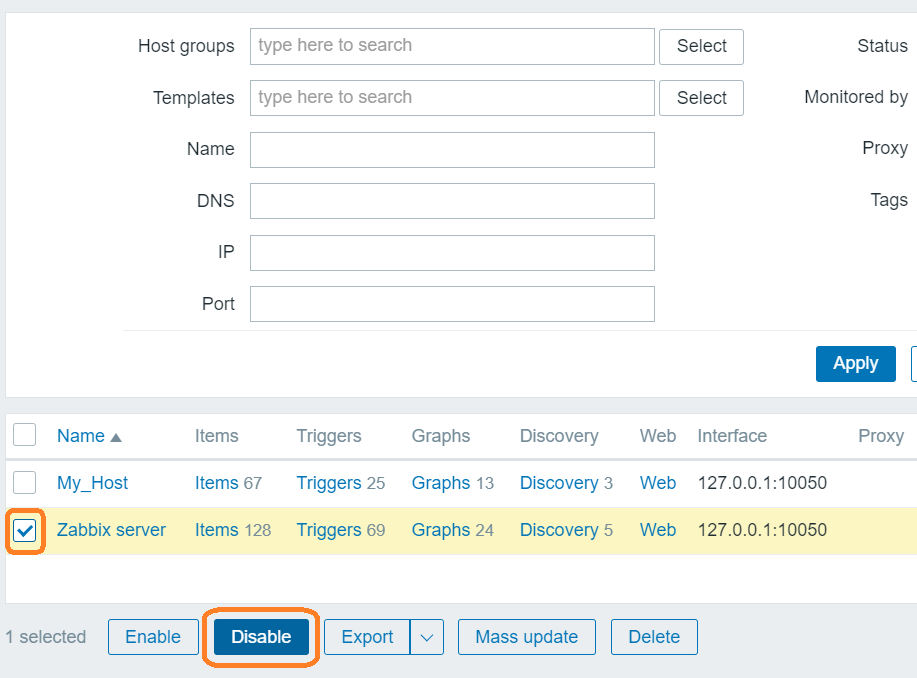 Host groups type here to search Select Status
Templates type here to search Select Monitored by
Name Proxy
DNS Tags
IP
Port
Apply
Name Items Triggers Graphs Discovery Web Interface Proxy
My_Host Items 67 Triggers 25 Graphs 13 Discovery 3 Web 127.0.0.1:10050
Zabbix server Items 128 Triggers 69 Graphs 24 Discovery 5 Web 127.0.0.1:10050
1 selected Enable Disable Export Mass update Delete